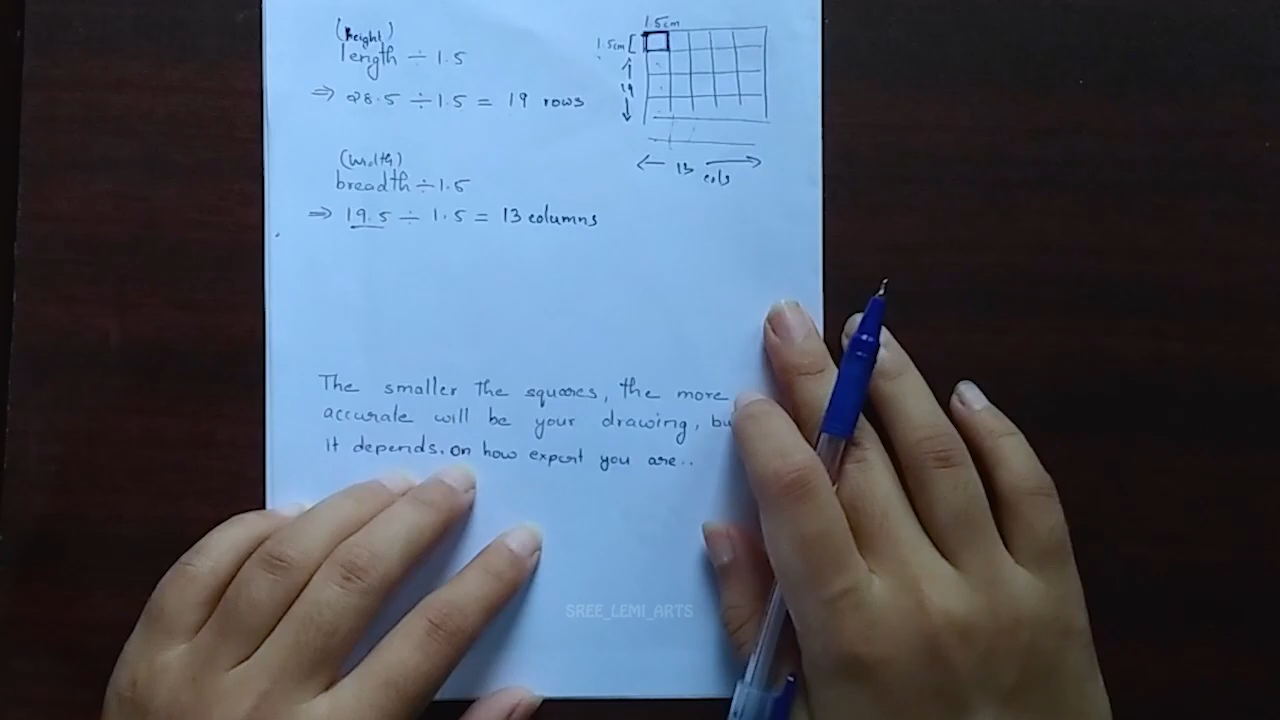 (height)
length ÷ 1.5
⇒ 28.5 ÷ 1.5 = 19 rows
(width)
breadth ÷ 1.5
⇒ 19.5 ÷ 1.5 = 13 columns
1.5cm
1.5cm
19
13 cols
The smaller the squares, the more
accurate will be your drawing, bu
it depends. on how expert you are..
SREE_LEMI_ARTS